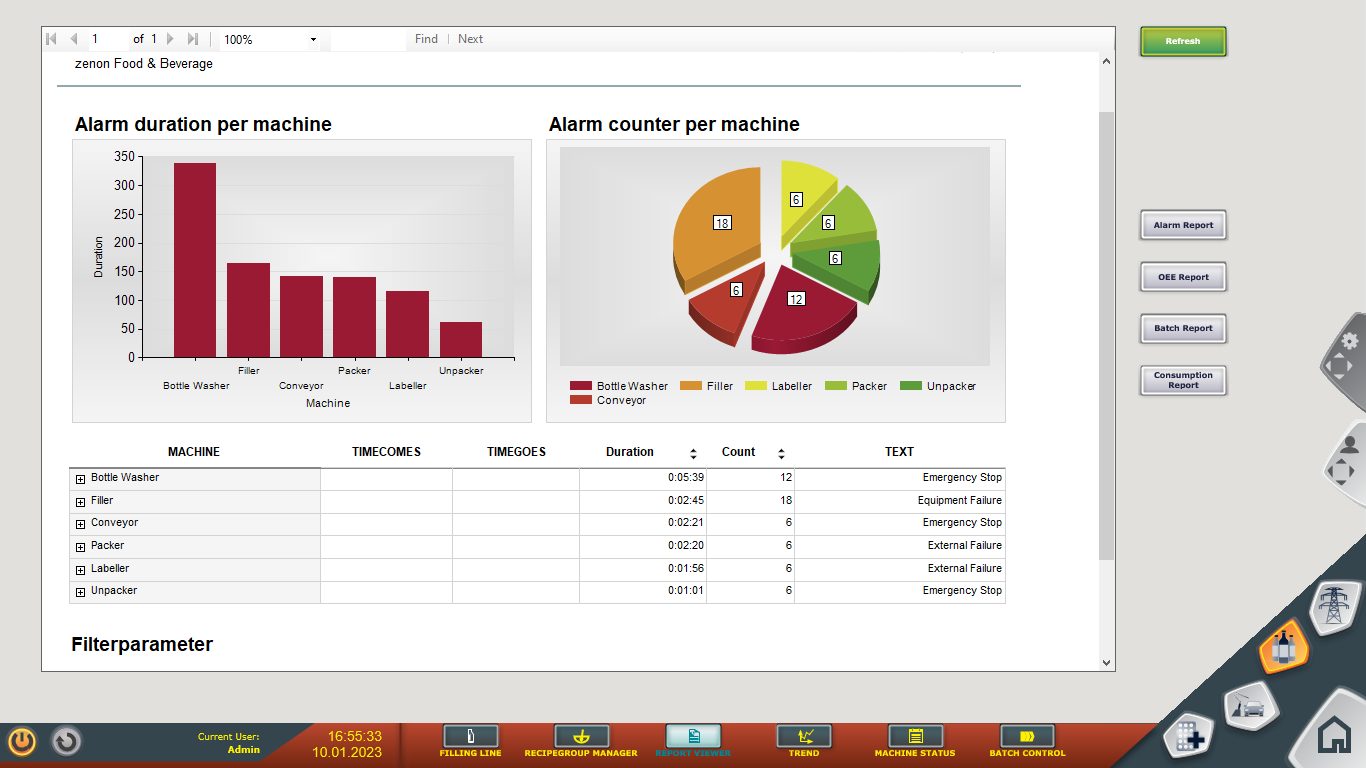 1 of 1 100% Find Next
Refresh
zenon Food & Beverage
Alarm duration per machine
350
300
250
200
150
100
50
0
Duration
Filler Packer Unpacker
Bottle Washer Conveyor Labeller
Machine
Alarm counter per machine
6
18
6
6
6
12
Bottle Washer Filler Labeller Packer Unpacker
Conveyor
MACHINE TIMECOMES TIMEGOES Duration Count TEXT
Bottle Washer 0:05:39 12 Emergency Stop
Filler 0:02:45 18 Equipment Failure
Conveyor 0:02:21 6 Emergency Stop
Packer 0:02:20 6 External Failure
Labeller 0:01:56 6 External Failure
Unpacker 0:01:01 6 Emergency Stop
Filterparameter
Alarm Report
OEE Report
Batch Report
Consumption
Report
Current User:
Admin
16:55:33
10.01.2023
FILLING LINE RECIPEGROUP MANAGER REPORT VIEWER TREND MACHINE STATUS BATCH CONTROL